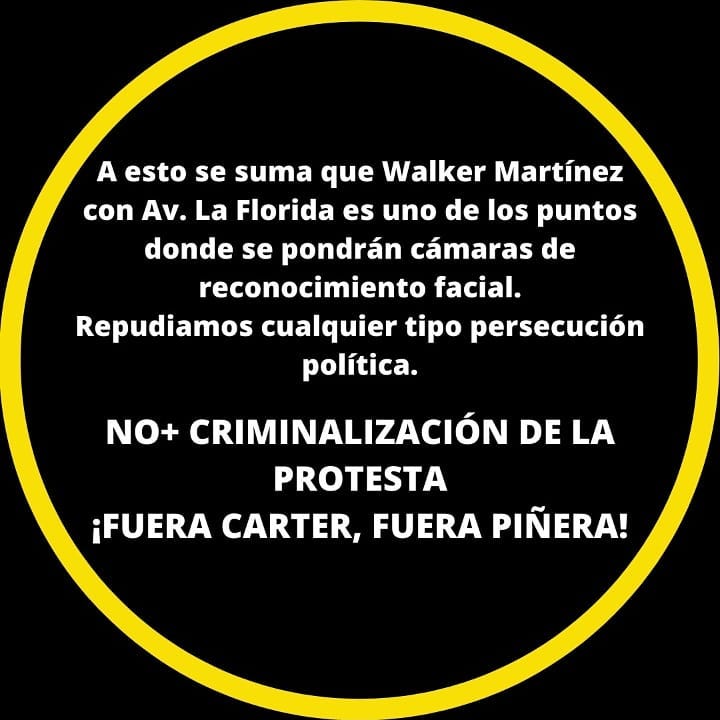 A esto se suma que Walker Martínez
con Av. La Florida es uno de los puntos
donde se pondrán cámaras de
reconocimiento facial.
Repudiamos cualquier tipo persecución
política.
NO+ CRIMINALIZACIÓN DE LA
PROTESTA
¡FUERA CARTER, FUERA PIÑERA!